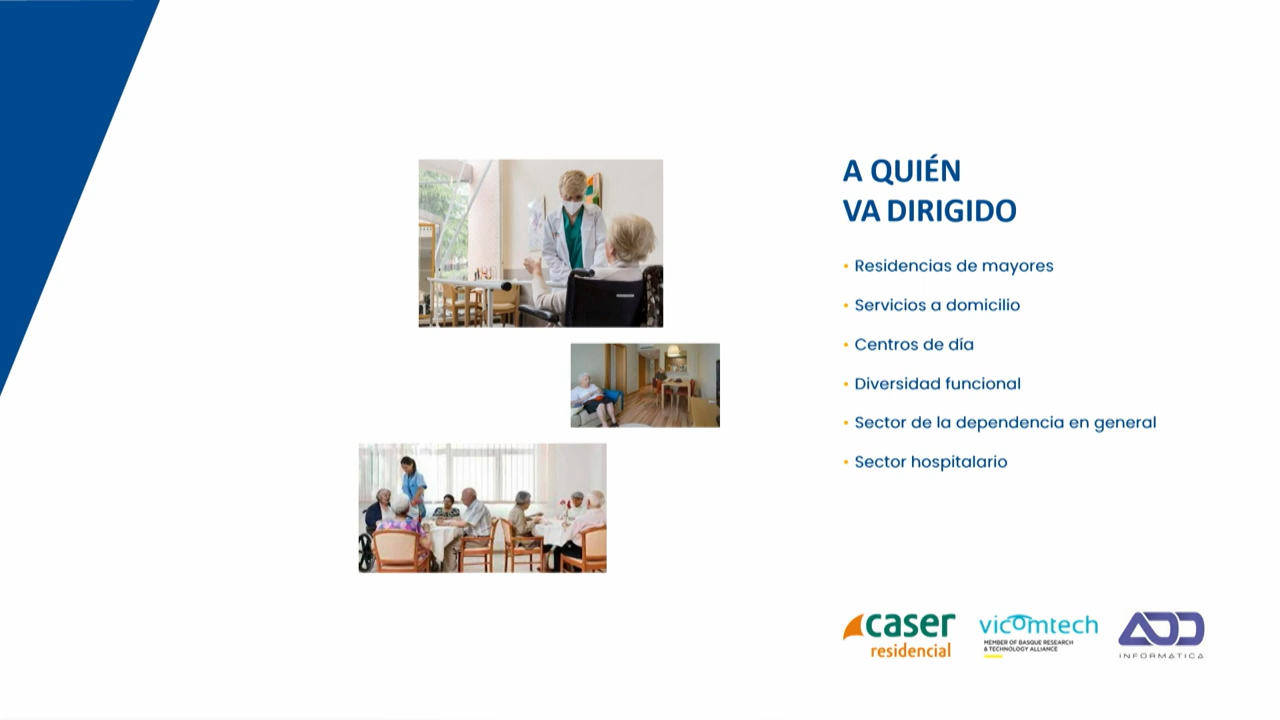 A QUIÉN
VA DIRIGIDO
• Residencias de mayores
• Servicios a domicilio
• Centros de día
• Diversidad funcional
• Sector de la dependencia en general
• Sector hospitalario
caser
residencial
vicomtech
MEMBER OF BASQUE RESEARCH
& TECHNOLOGY ALLIANCE
ADD
INFORMATICA